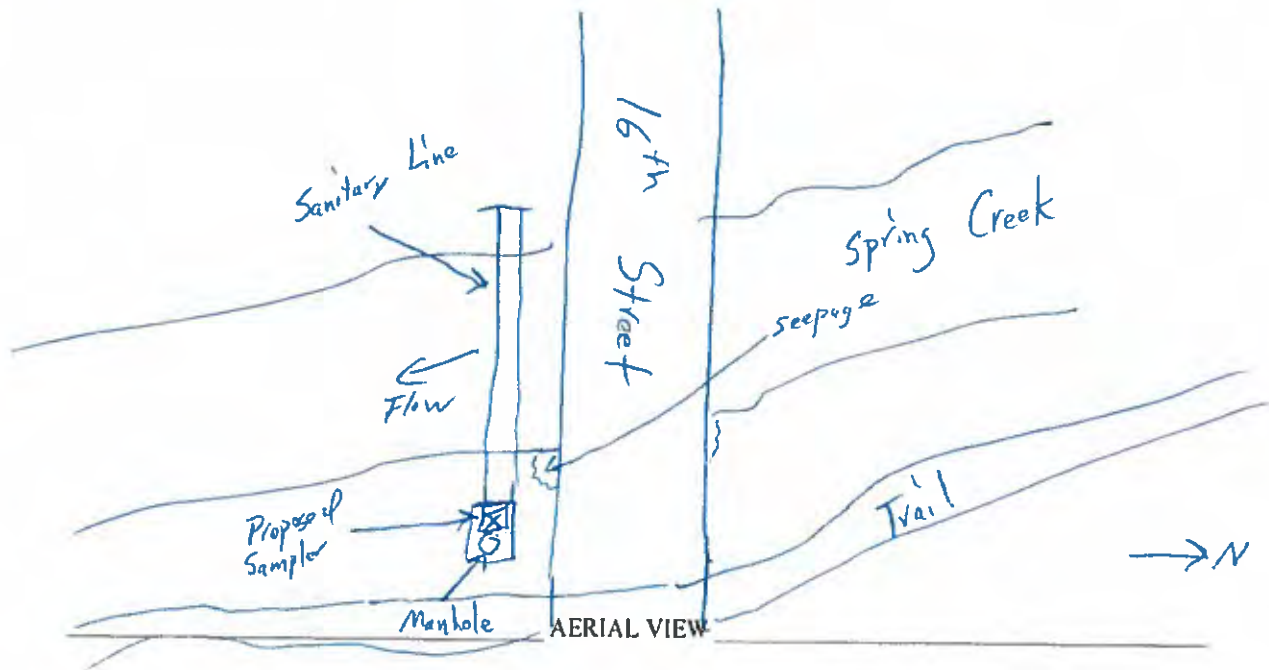 16th Street
Sanitary Line
Spring Creek
seepage
Flow
Proposed
Sampler
Trail
N
Manhole
AERIAL VIEW